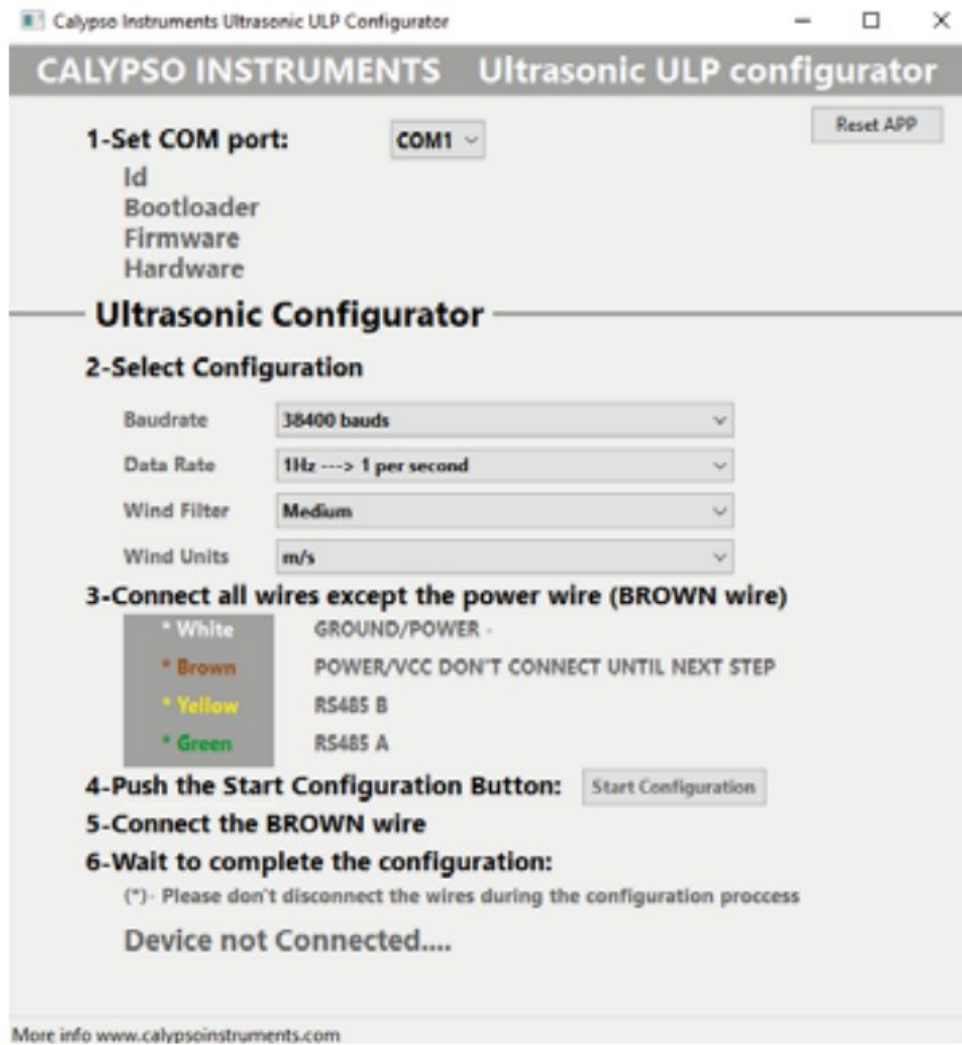 Calypso Instruments Ultrasonic ULP Configurator
CALYPSO INSTRUMENTS Ultrasonic ULP configurator
Reset APP
1-Set COM port: COM1
Id
Bootloader
Firmware
Hardware
Ultrasonic Configurator
2-Select Configuration
Baudrate 38400 bauds
Data Rate 1Hz ---> 1 per second
Wind Filter Medium
Wind Units m/s
3-Connect all wires except the power wire (BROWN wire)
* White GROUND/POWER -
* Brown POWER/VCC DON'T CONNECT UNTIL NEXT STEP
* Yellow RS485 B
* Green RS485 A
4-Push the Start Configuration Button: Start Configuration
5-Connect the BROWN wire
6-Wait to complete the configuration:
(*)- Please don't disconnect the wires during the configuration proccess
Device not Connected....
More info www.calypsoinstruments.com